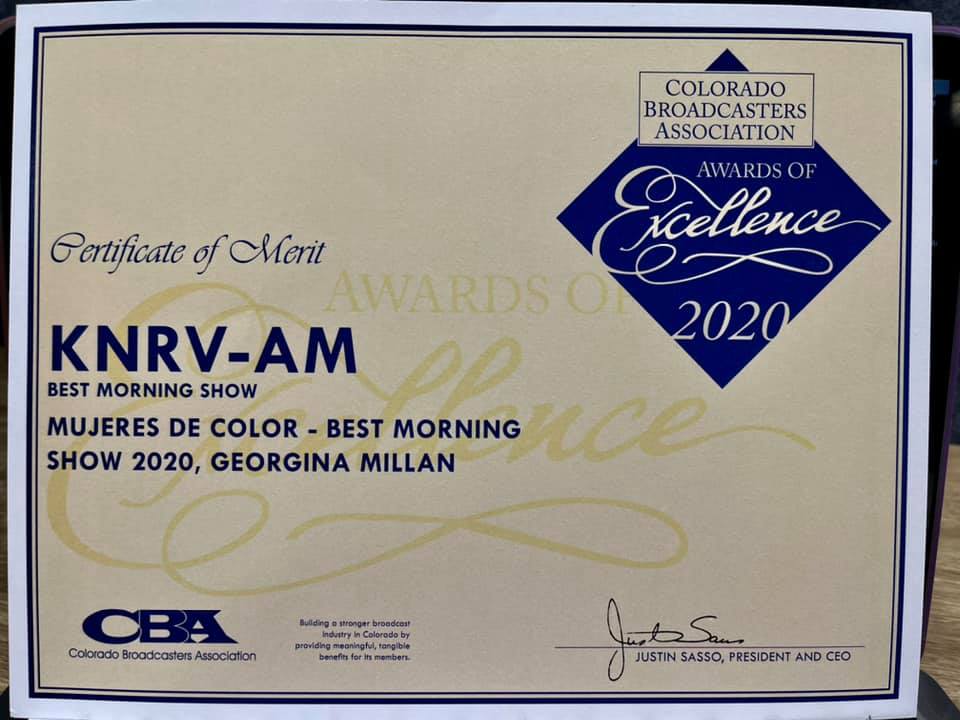 COLORADO
BROADCASTERS
ASSOCIATION
AWARDS OF
Excellence
2020
Certificate of Merit
AWARDS OF
Excellence
KNRV-AM
BEST MORNING SHOW
MUJERES DE COLOR - BEST MORNING
SHOW 2020, GEORGINA MILLAN
CBA
Colorado Broadcasters Association
Building a stronger broadcast
industry in Colorado by
providing meaningful, tangible
benefits for its members.
Justin Sasso
JUSTIN SASSO, PRESIDENT AND CEO